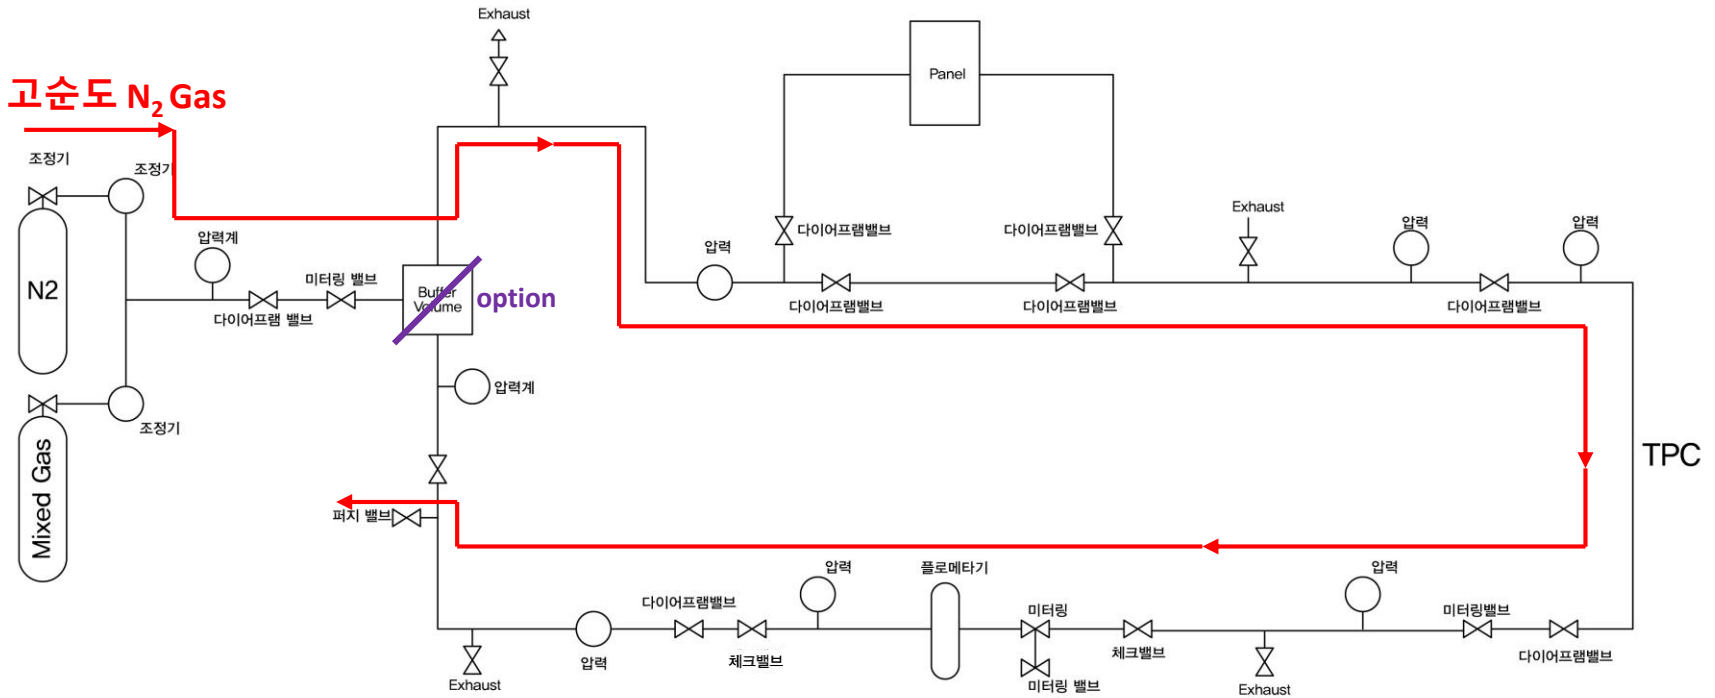 Exhaust
고순도 N2 Gas
Panel
조정기
조정기
압력계
미터링 밸브
N2
다이어프램 밸브
Buffer
Volume
option
압력
다이어프램밸브
다이어프램밸브
다이어프램밸브
다이어프램밸브
Exhaust
압력
압력
다이어프램밸브
압력계
조정기
Mixed Gas
TPC
퍼지 밸브
압력
다이어프램밸브
체크밸브
압력
Exhaust
플로메타기
미터링
미터링 밸브
체크밸브
압력
Exhaust
미터링밸브
다이어프램밸브